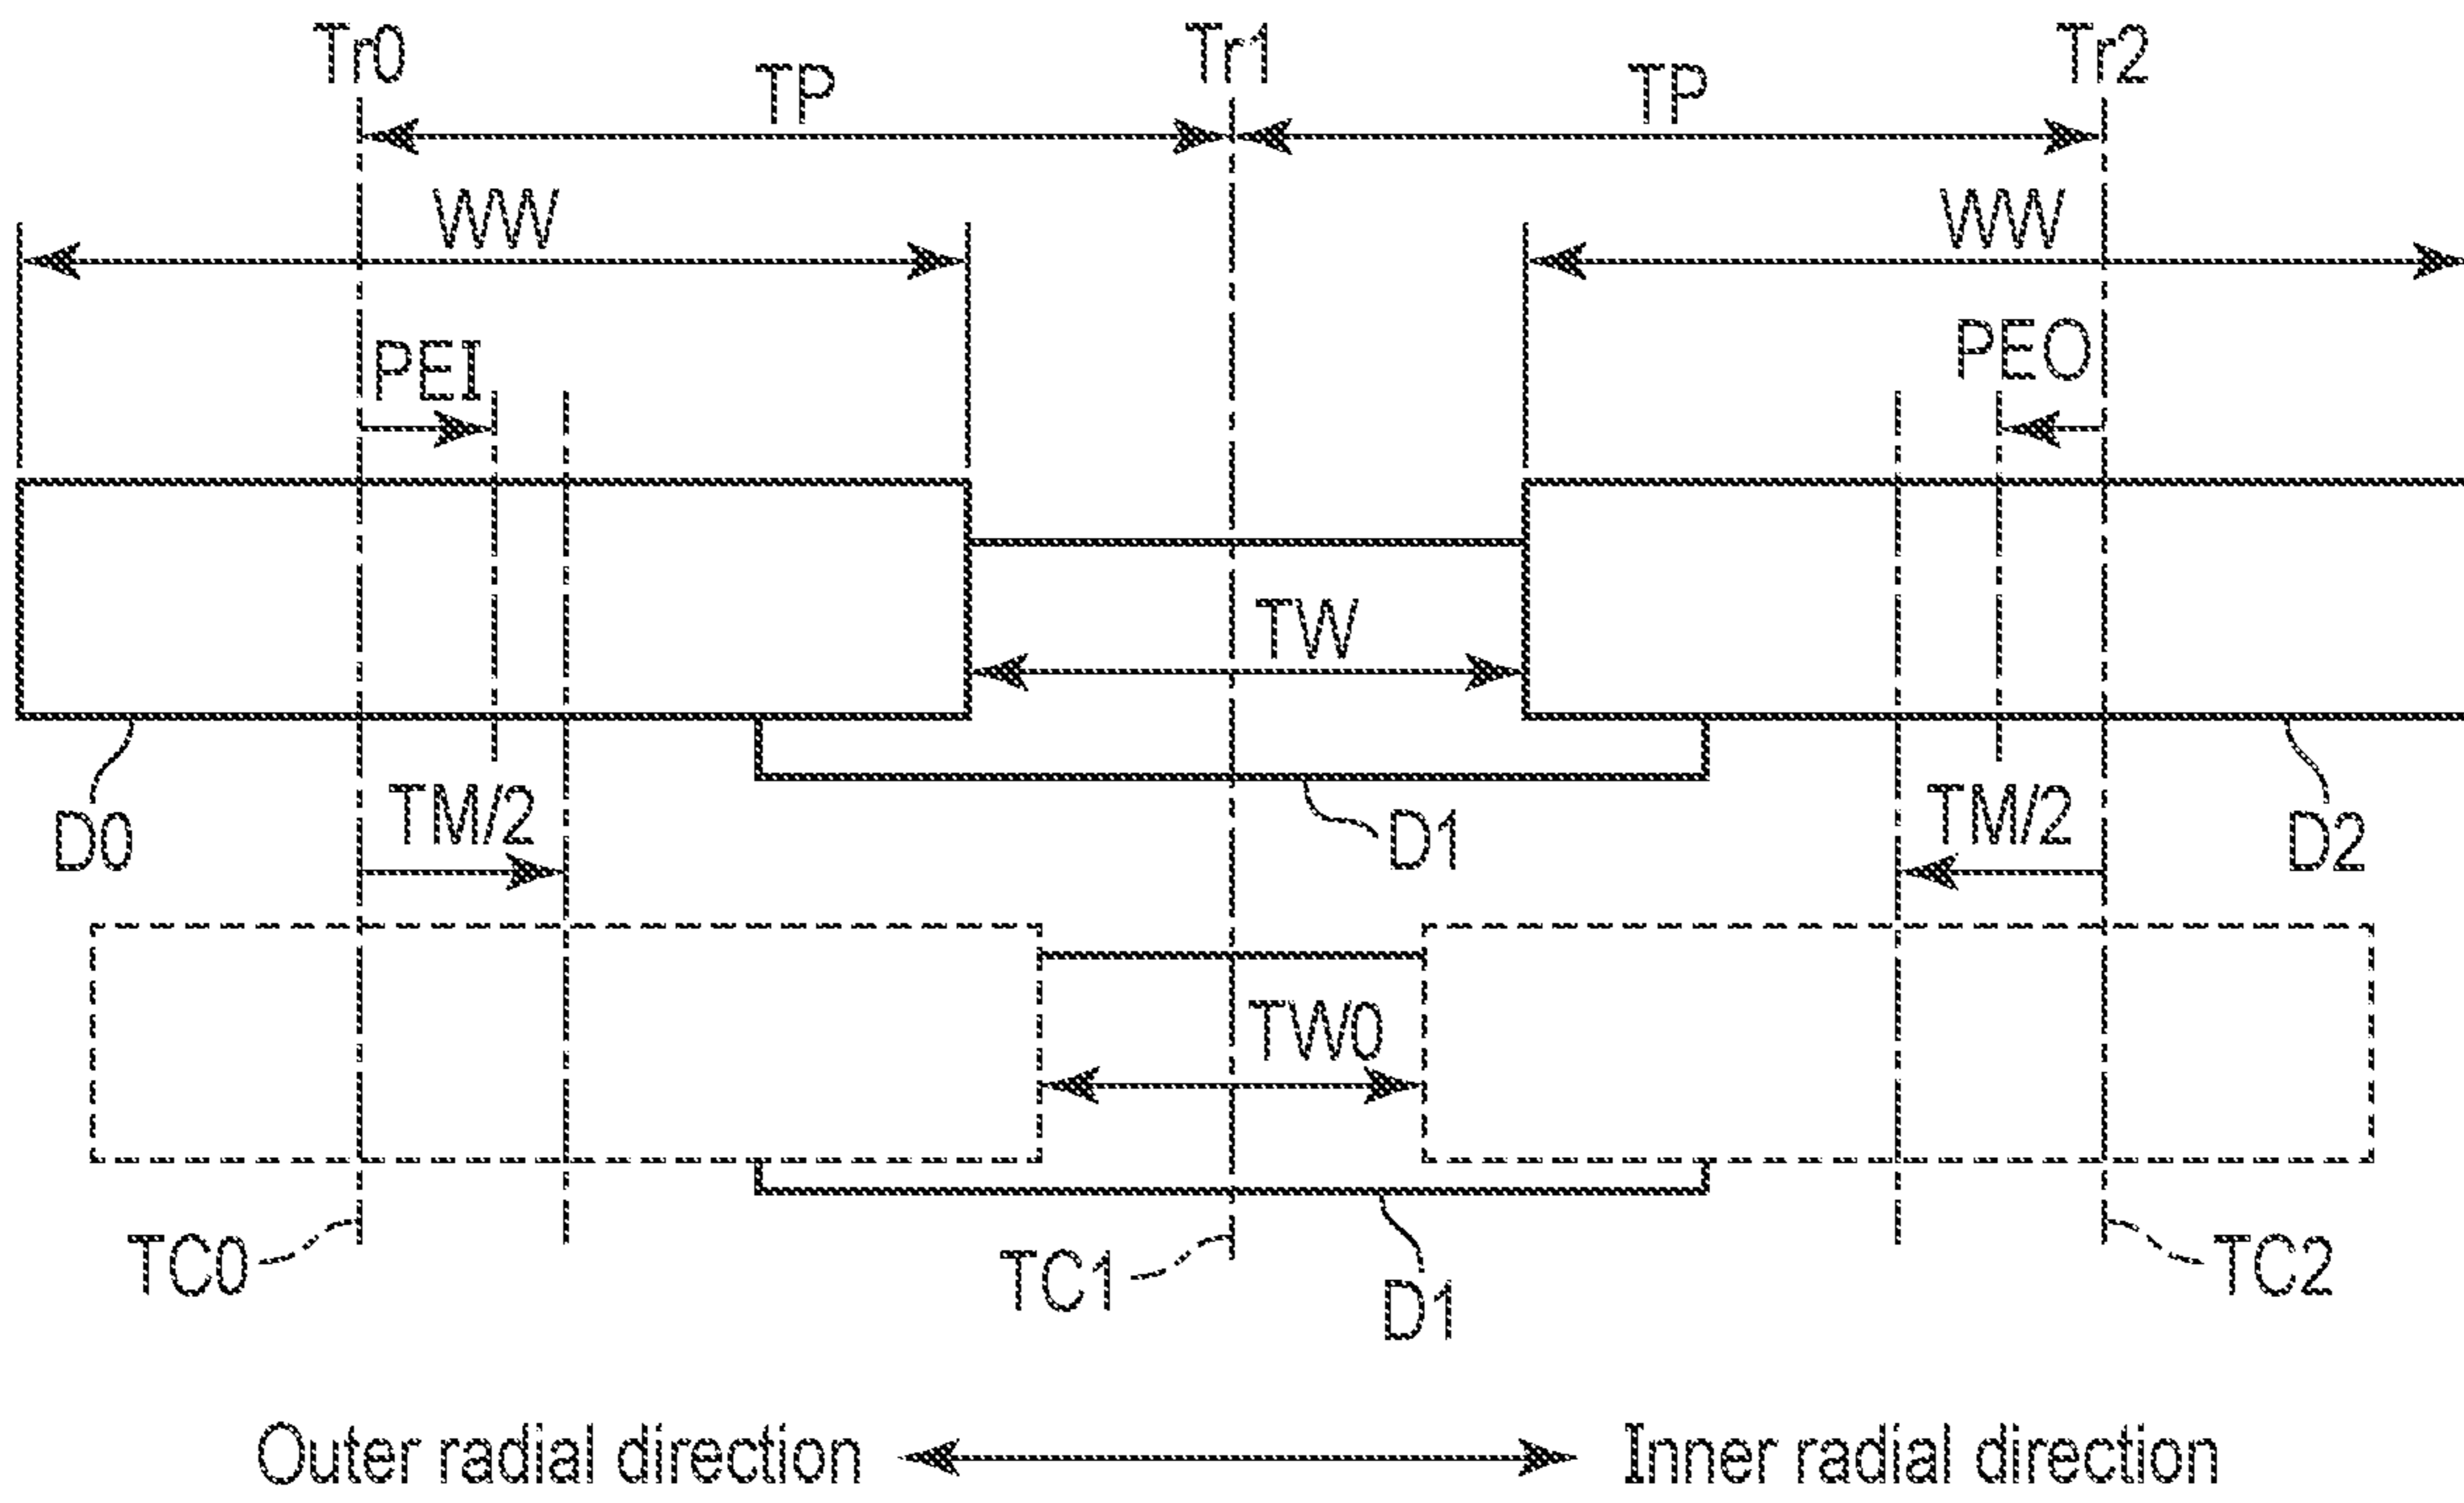 Tr0
Tr1
Tr2
TP
TP
WW
WW
PEI
PEO
TW
D0
TM/2
D1
TM/2
D2
TW0
TC0
TC1
D1
TC2
Outer radial direction
Inner radial direction